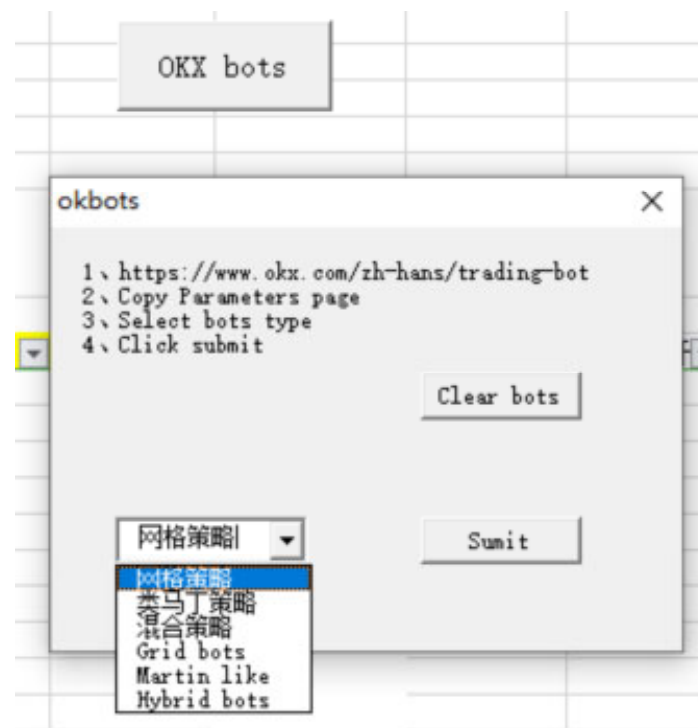 OKX bots
okbots
1、https://www.okx.com/zh-hans/trading-bot
2、Copy Parameters page
3、Select bots type
4、Click submit
Clear bots
网格策略
Sumit
网格策略
类马丁策略
混合策略
Grid bots
Martin like
Hybrid bots